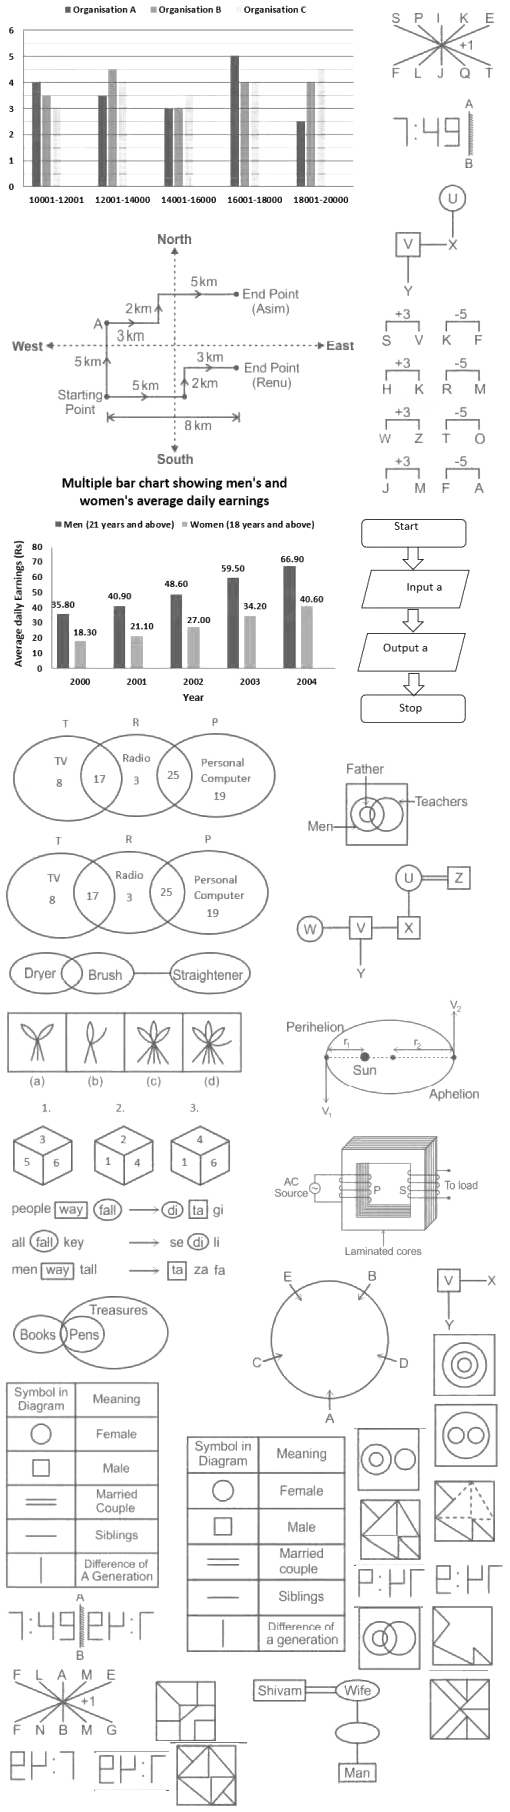 Organisation A Organisation B Organisation C
6
5
4
3
2
1
0
10001-12001 12001-14000 14001-16000 16001-18000 18001-20000
S P I K E
+1
F L J Q T
A
7:49
B
U
V X
Y
North
5km
2km
End Point
(Asim)
A
3km
West East
5km
3km
End Point
(Renu)
5km
2km
Starting
Point
8km
South
+3 -5
S V K F
+3 -5
H K R M
+3 -5
W Z T O
+3 -5
J M F A
Multiple bar chart showing men's and
women's average daily earnings
Men (21 years and above) Women (18 years and above)
Average daily Earnings (Rs)
80
70
60
50
40
30
20
10
0
35.80 18.30 40.90 21.10 48.60 27.00 59.50 34.20 66.90 40.60
2000 2001 2002 2003 2004
Year
Start
Input a
Output a
Stop
T R P
TV Radio Personal
Computer
8 17 3 25 19
Father
Teachers
Men
T R P
TV Radio Personal
Computer
8 17 3 25 19
U Z
W V X
Y
Dryer Brush Straightener
(a) (b) (c) (d)
V2
Perihelion
r1 r2
Sun
Aphelion
V1
1. 2. 3.
3 2 4
5 6 1 4 1 6
AC
Source
P S
To load
Laminated cores
people way fall di ta gi
all fall key se di li
men way tall ta za fa
Treasures
Books Pens
E B
C D
A
V X
Y
Symbol in
Diagram Meaning
Female
Male
Married
Couple
Siblings
Difference of
A Generation
Symbol in
Diagram Meaning
Female
Male
Married
couple
Siblings
Difference of
a generation
A
B
F L A M E
+1
F N B M G
Shivam Wife
Man